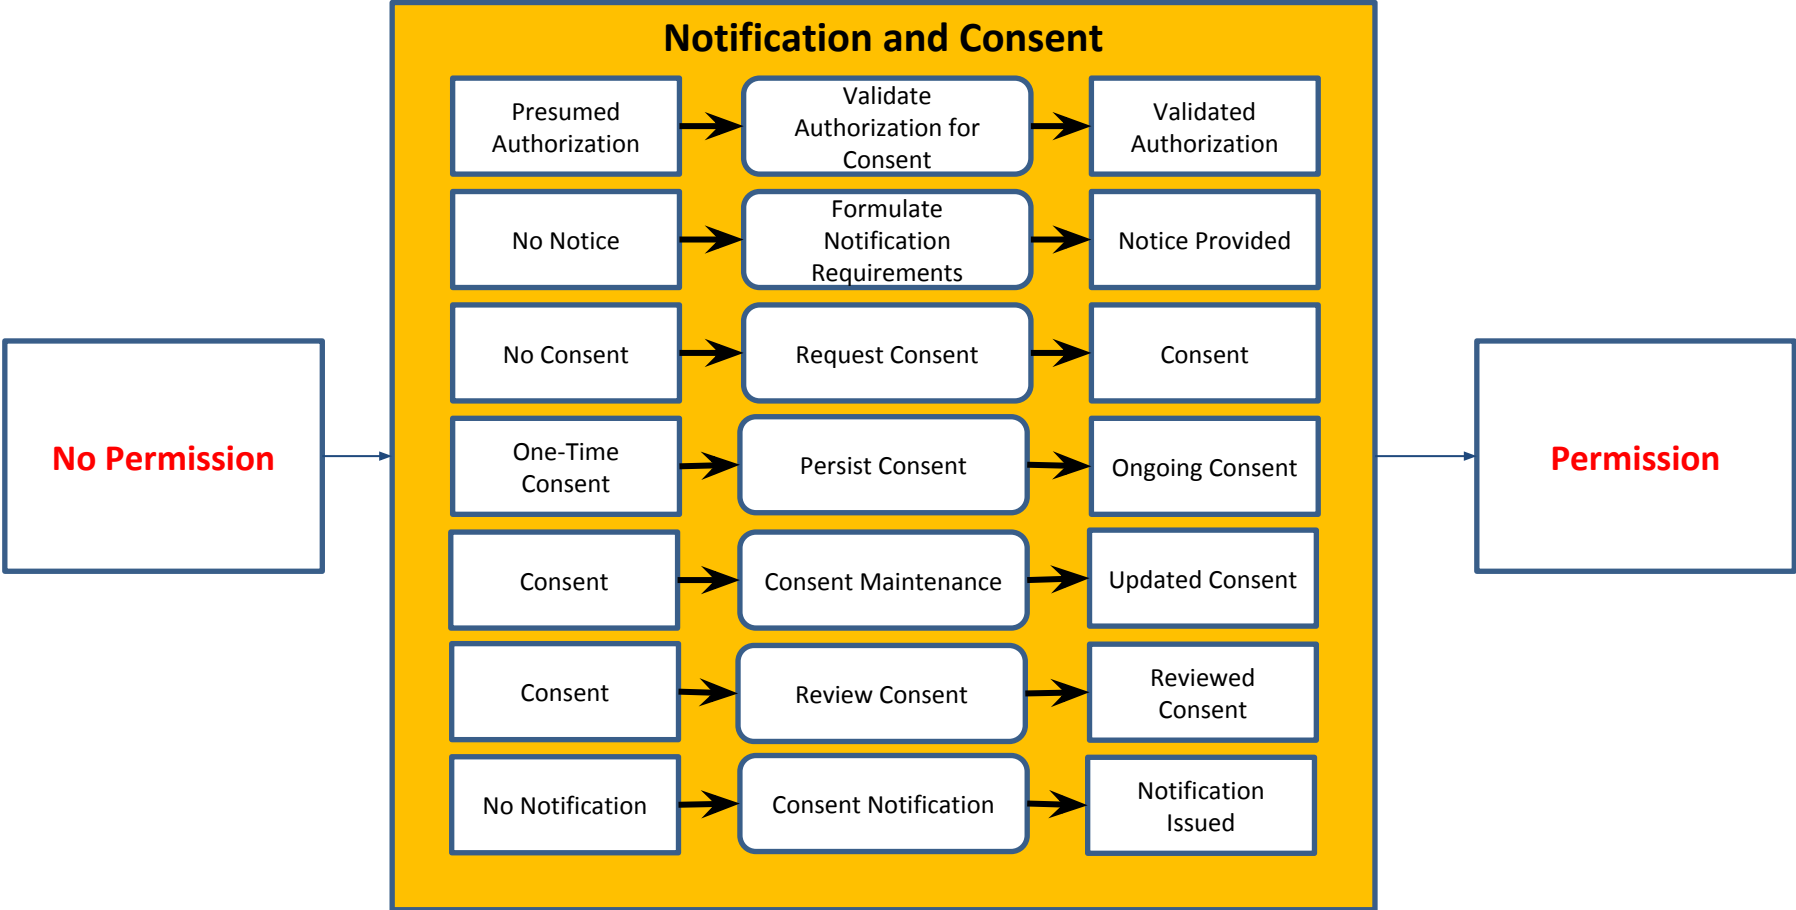 Notification and Consent
Presumed
Authorization
Validate
Authorization for
Consent
Validated
Authorization
No Notice
Formulate
Notification
Requirements
Notice Provided
No Consent
Request Consent
Consent
No Permission
One-Time
Consent
Persist Consent
Ongoing Consent
Permission
Consent
Consent Maintenance
Updated Consent
Consent
Review Consent
Reviewed
Consent
No Notification
Consent Notification
Notification
Issued